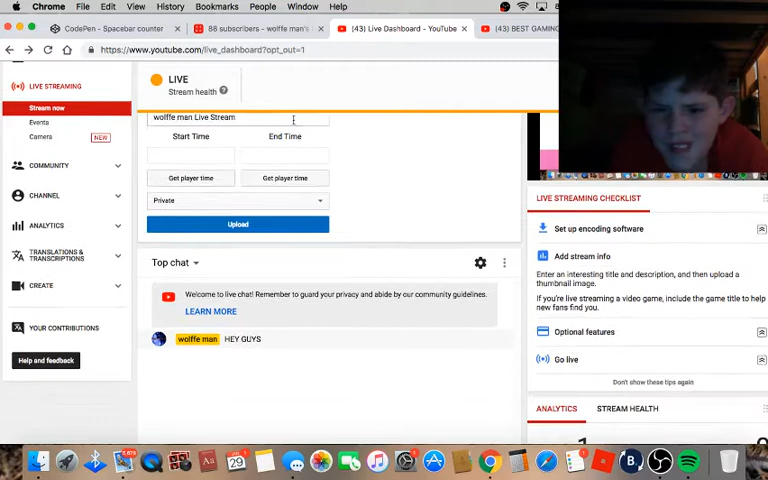 Chrome File Edit View History Bookmarks People Window Help
CodePen - Spacebar counter
86 subscribers - wolffe man's
(43) Live Dashboard - YouTube
(43) BEST GAMING
https://www.youtube.com/live_dashboard?opt_out=1
LIVE STREAMING
Stream now
Events
Camera
NEW
COMMUNITY
CHANNEL
ANALYTICS
TRANSLATIONS &
TRANSCRIPTIONS
CREATE
YOUR CONTRIBUTIONS
Help and feedback
LIVE
Stream health
wolffe man Live Stream
Start Time End Time
Get player time Get player time
Private
Upload
Top chat
Welcome to live chat! Remember to guard your privacy and abide by our community guidelines.
LEARN MORE
wolffe man HEY GUYS
LIVE STREAMING CHECKLIST
Set up encoding software
Add stream info
Enter an interesting title and description, and then upload a
thumbnail image.
If you're live streaming a video game, include the game title to help
new fans find you.
Optional features
Go live
Don't show these tips again
ANALYTICS STREAM HEALTH
JAN
29